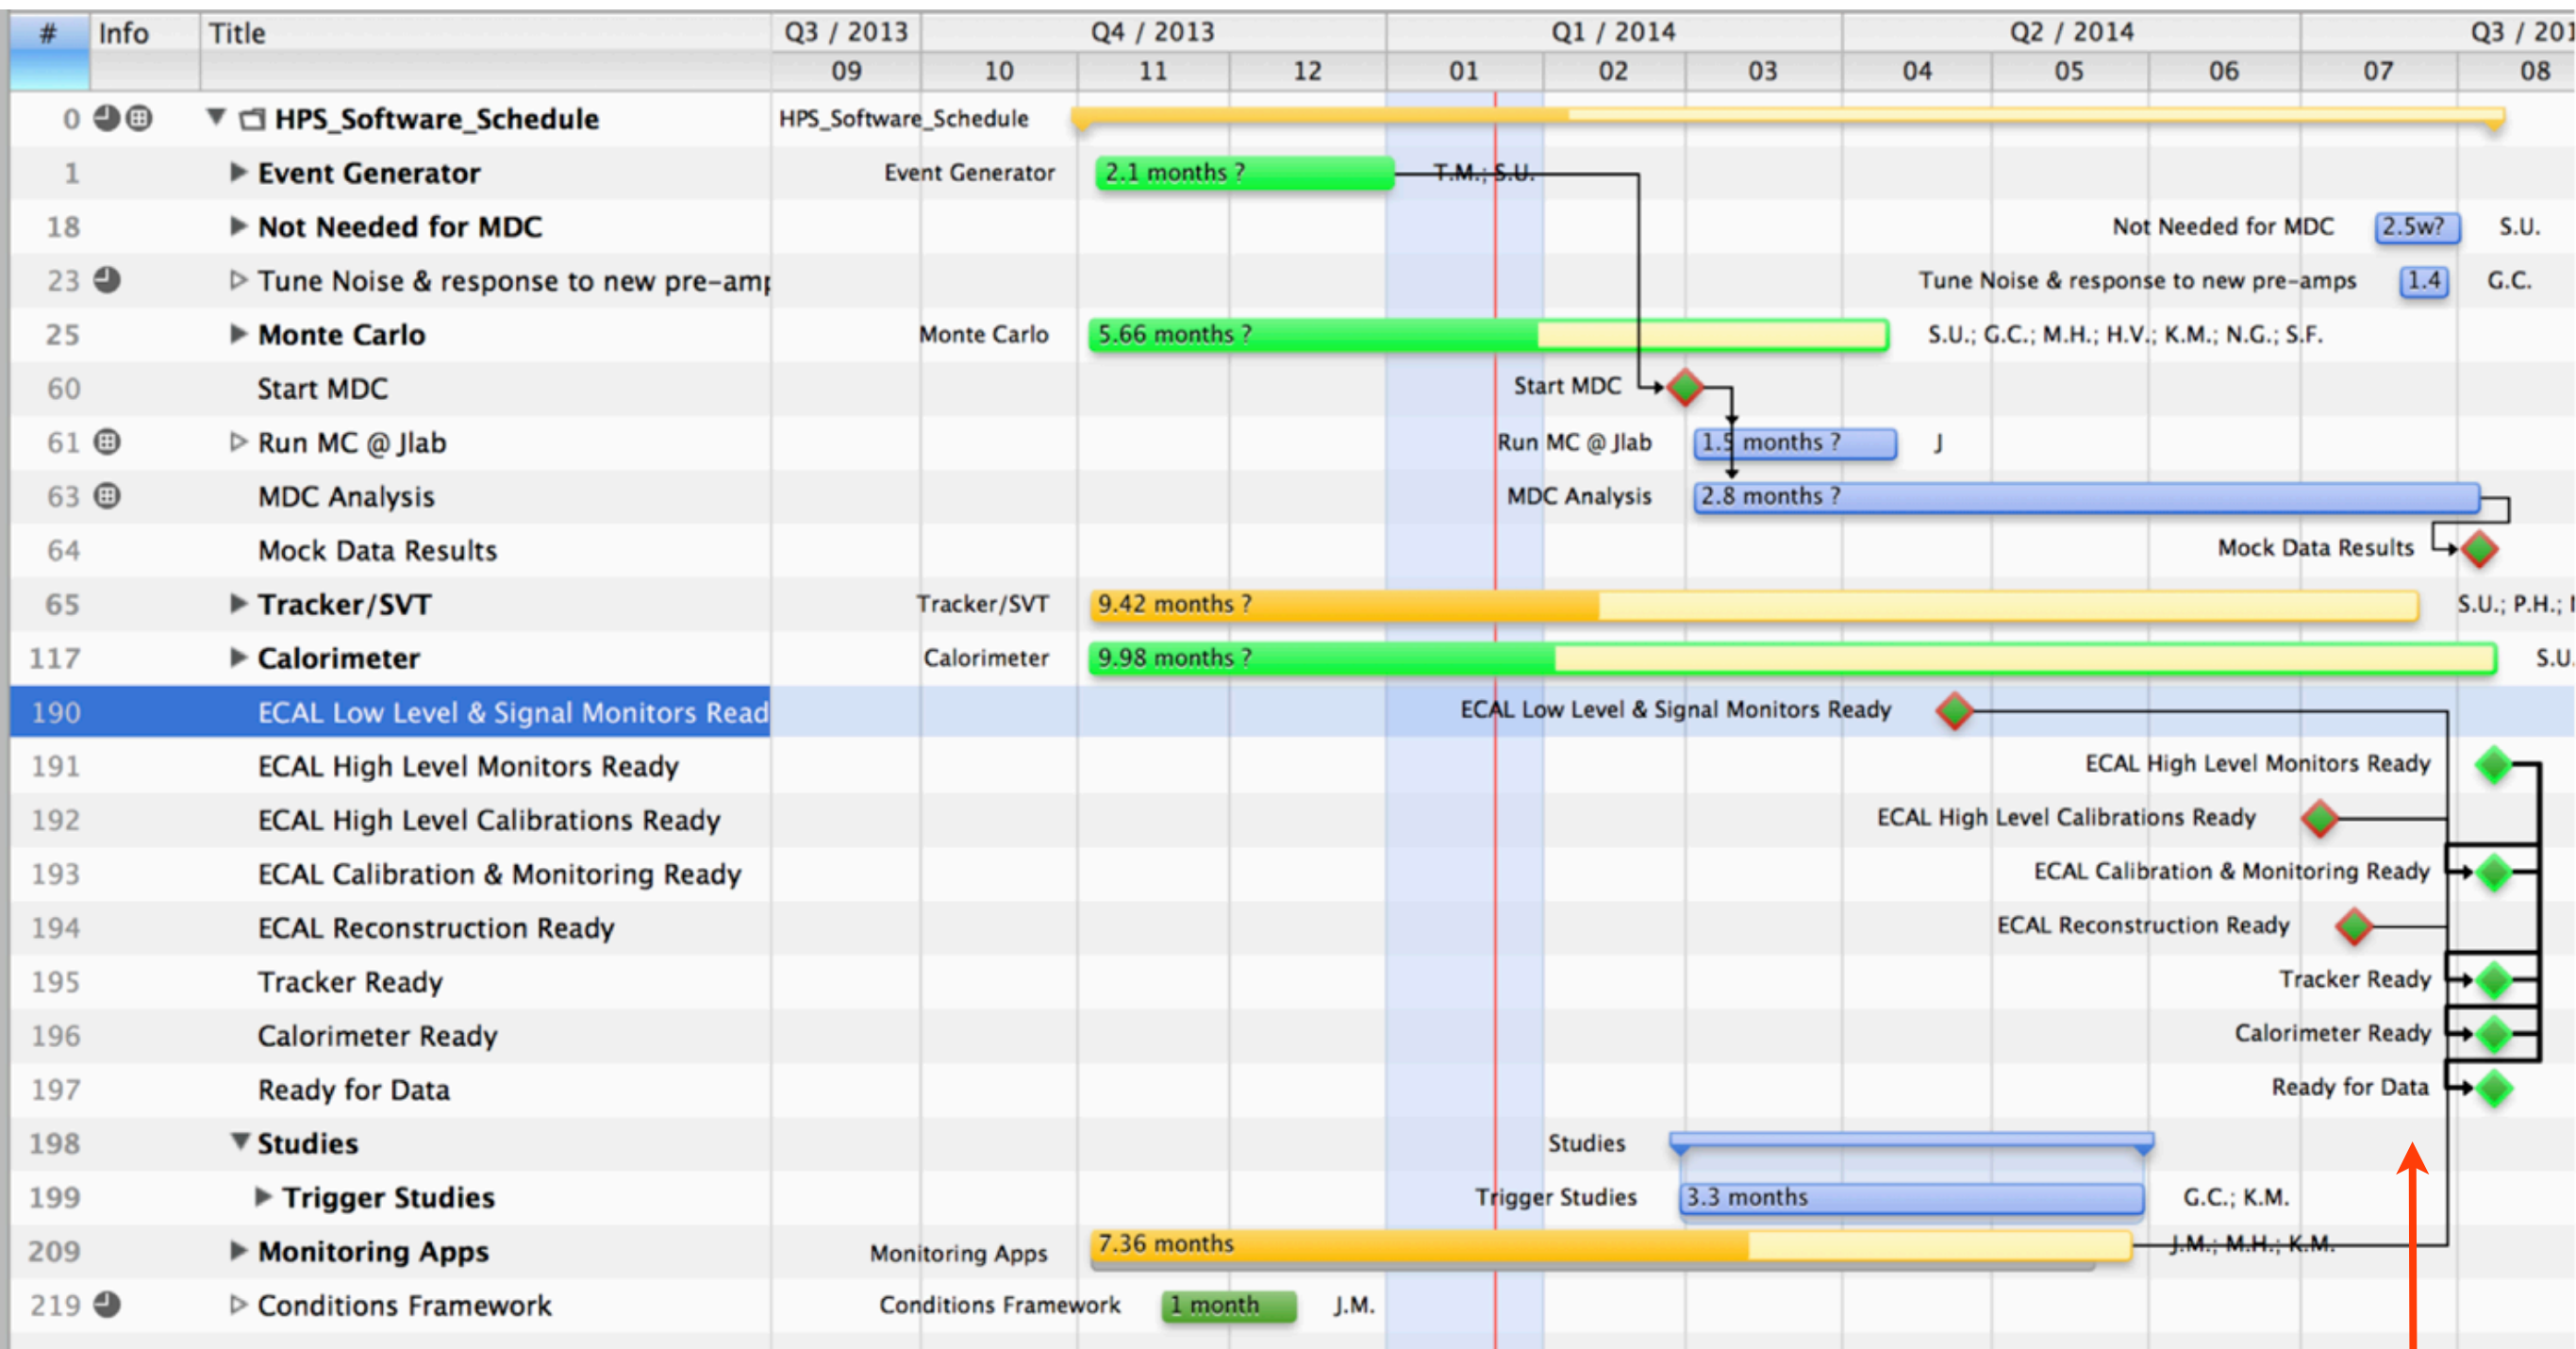 # Info Title Q3 / 2013 Q4 / 2013 Q1 / 2014 Q2 / 2014 Q3 / 201
09 10 11 12 01 02 03 04 05 06 07 08
0 HPS_Software_Schedule HPS_Software_Schedule
1 Event Generator Event Generator 2.1 months ? T.M.; S.U.
18 Not Needed for MDC Not Needed for MDC 2.5w? S.U.
23 Tune Noise & response to new pre-amp Tune Noise & response to new pre-amps 1.4 G.C.
25 Monte Carlo Monte Carlo 5.66 months ? S.U.; G.C.; M.H.; H.V.; K.M.; N.G.; S.F.
60 Start MDC Start MDC
61 Run MC @ Jlab Run MC @ Jlab 1.5 months ? J
63 MDC Analysis MDC Analysis 2.8 months ?
64 Mock Data Results Mock Data Results
65 Tracker/SVT Tracker/SVT 9.42 months ? S.U.; P.H.;
117 Calorimeter Calorimeter 9.98 months ? S.U.
190 ECAL Low Level & Signal Monitors Read ECAL Low Level & Signal Monitors Ready
191 ECAL High Level Monitors Ready ECAL High Level Monitors Ready
192 ECAL High Level Calibrations Ready ECAL High Level Calibrations Ready
193 ECAL Calibration & Monitoring Ready ECAL Calibration & Monitoring Ready
194 ECAL Reconstruction Ready ECAL Reconstruction Ready
195 Tracker Ready Tracker Ready
196 Calorimeter Ready Calorimeter Ready
197 Ready for Data Ready for Data
198 Studies Studies
199 Trigger Studies Trigger Studies 3.3 months G.C.; K.M.
209 Monitoring Apps Monitoring Apps 7.36 months J.M.; M.H.; K.M.
219 Conditions Framework Conditions Framework 1 month J.M.